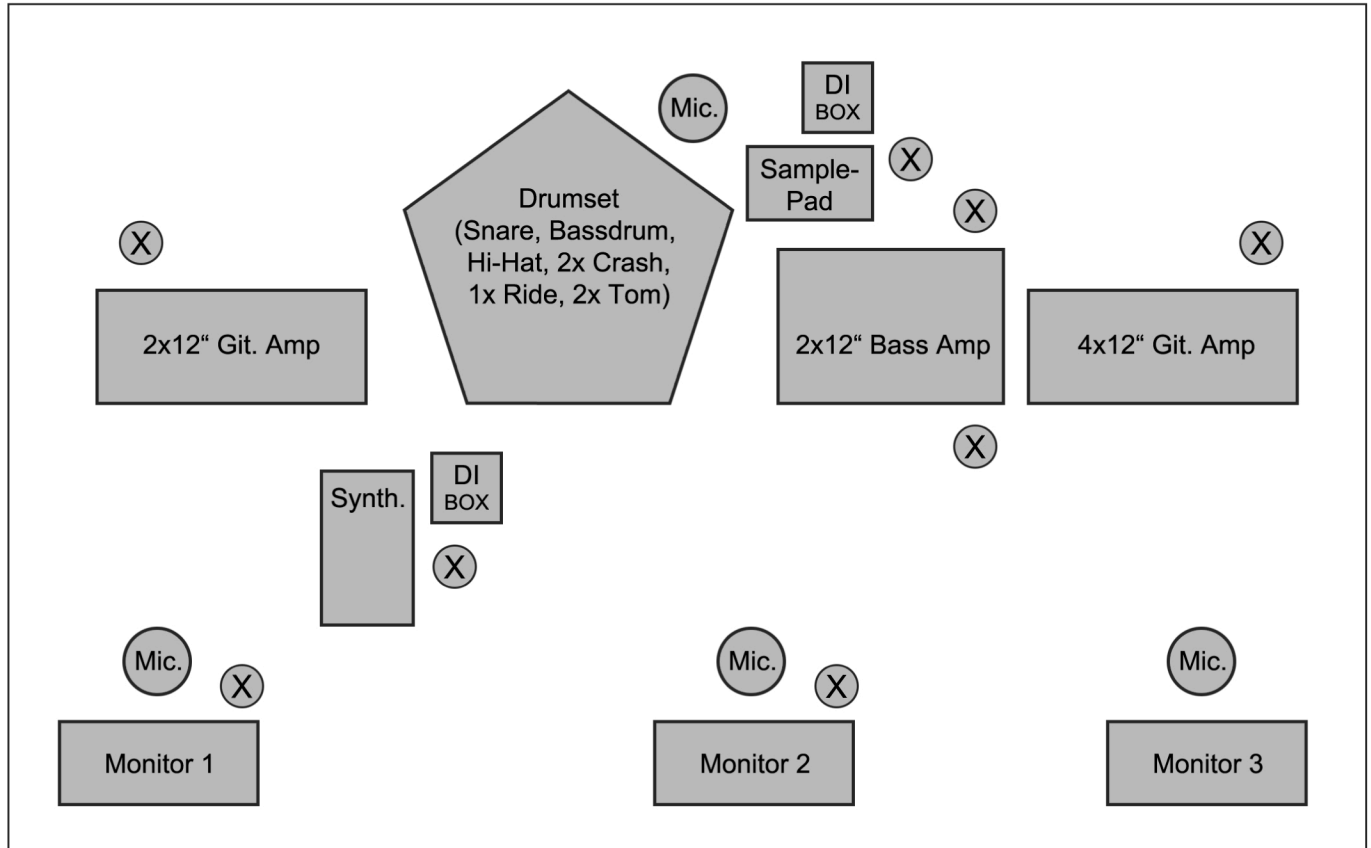 Mic.
DI
BOX
X
Sample-
Pad
X
X
X
Drumset
(Snare, Bassdrum,
Hi-Hat, 2x Crash,
1x Ride, 2x Tom)
2x12“ Git. Amp
2x12“ Bass Amp
4x12“ Git. Amp
X
Synth.
DI
BOX
X
Mic.
X
Mic.
X
Mic.
Monitor 1
Monitor 2
Monitor 3